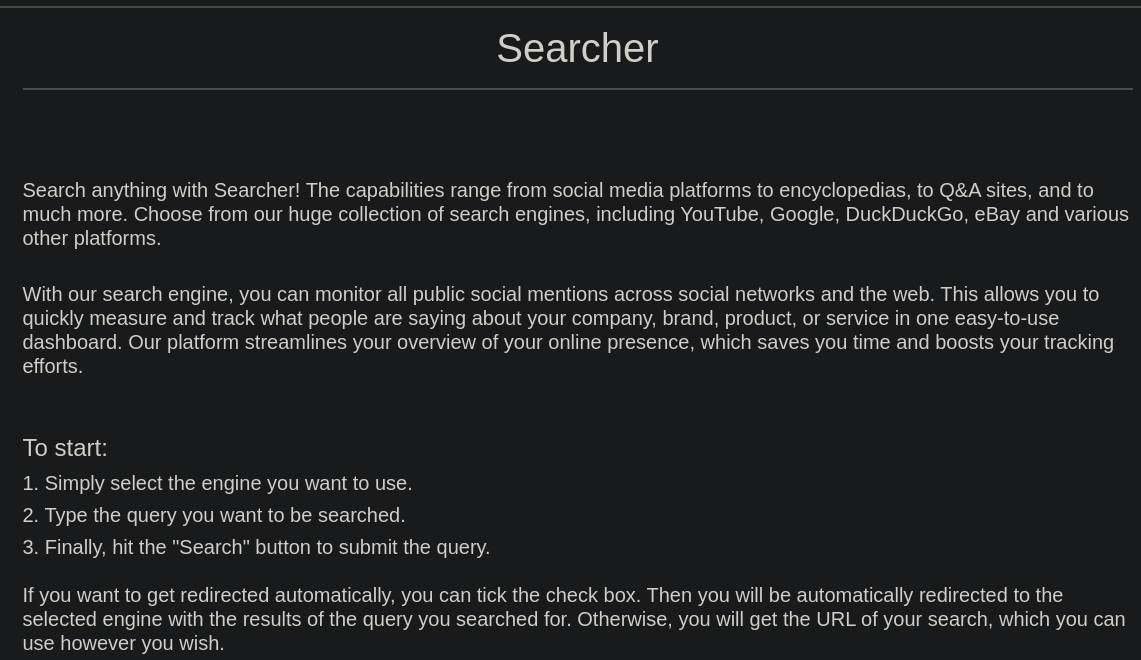 Searcher
Search anything with Searcher! The capabilities range from social media platforms to encyclopedias, to Q&A sites, and to
much more. Choose from our huge collection of search engines, including YouTube, Google, DuckDuckGo, eBay and various
other platforms.
With our search engine, you can monitor all public social mentions across social networks and the web. This allows you to
quickly measure and track what people are saying about your company, brand, product, or service in one easy-to-use
dashboard. Our platform streamlines your overview of your online presence, which saves you time and boosts your tracking
efforts.
To start:
1. Simply select the engine you want to use.
2. Type the query you want to be searched.
3. Finally, hit the "Search" button to submit the query.
If you want to get redirected automatically, you can tick the check box. Then you will be automatically redirected to the
selected engine with the results of the query you searched for. Otherwise, you will get the URL of your search, which you can
use however you wish.